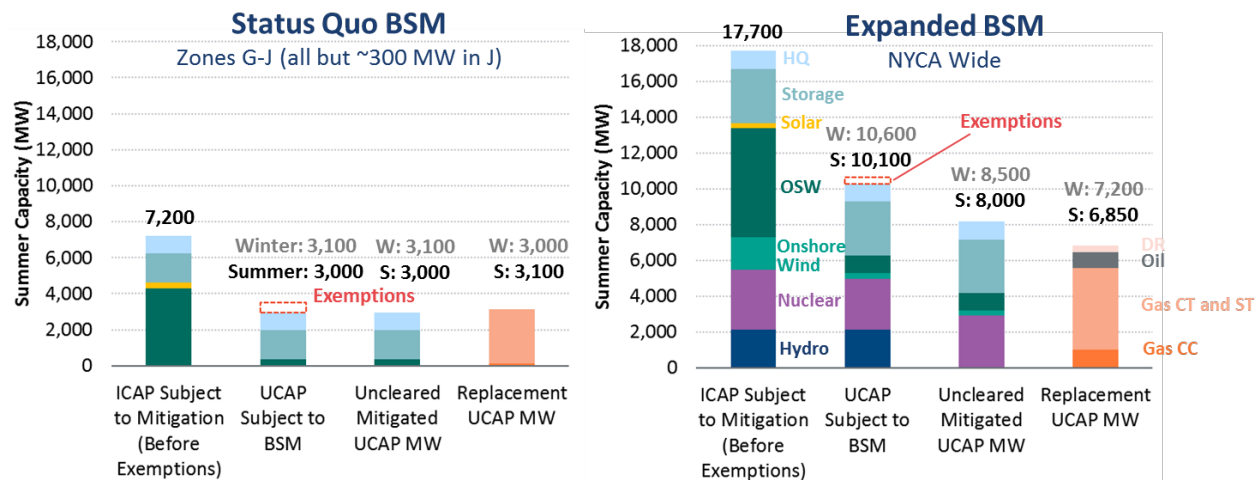 Status Quo BSM
Zones G-J (all but ~300 MW in J)
Summer Capacity (MW)
18,000
16,000
14,000
12,000
10,000
8,000
6,000
4,000
2,000
0
7,200
Winter: 3,100
Summer: 3,000
Exemptions
W: 3,100
S: 3,000
W: 3,000
S: 3,100
ICAP Subject
to Mitigation
(Before
Exemptions)
UCAP
Subject to
BSM
Uncleared
Mitigated
UCAP MW
Replacement
UCAP MW
Expanded BSM
NYCA Wide
Summer Capacity (MW)
18,000
16,000
14,000
12,000
10,000
8,000
6,000
4,000
2,000
0
17,700
HQ
Storage
Solar
OSW
Onshore
Wind
Nuclear
Hydro
W: 10,600
S: 10,100
Exemptions
W: 8,500
S: 8,000
W: 7,200
S: 6,850
DR
Oil
Gas CT and ST
Gas CC
ICAP Subject
to Mitigation
(Before
Exemptions)
UCAP
Subject to
BSM
Uncleared
Mitigated
UCAP MW
Replacement
UCAP MW